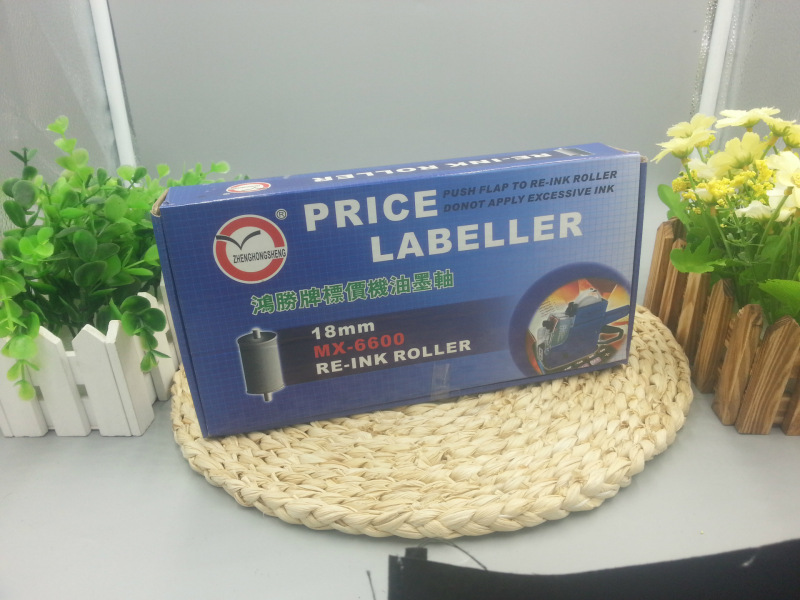 RE-INK ROLLER
PRICE
LABELLER
PUSH FLAP TO RE-INK ROLLER
DONOT APPLY EXCESSIVE INK
®
ZHENGHONGSHENG
鴻勝牌標價機油墨軸
18mm
MX-6600
RE-INK ROLLER